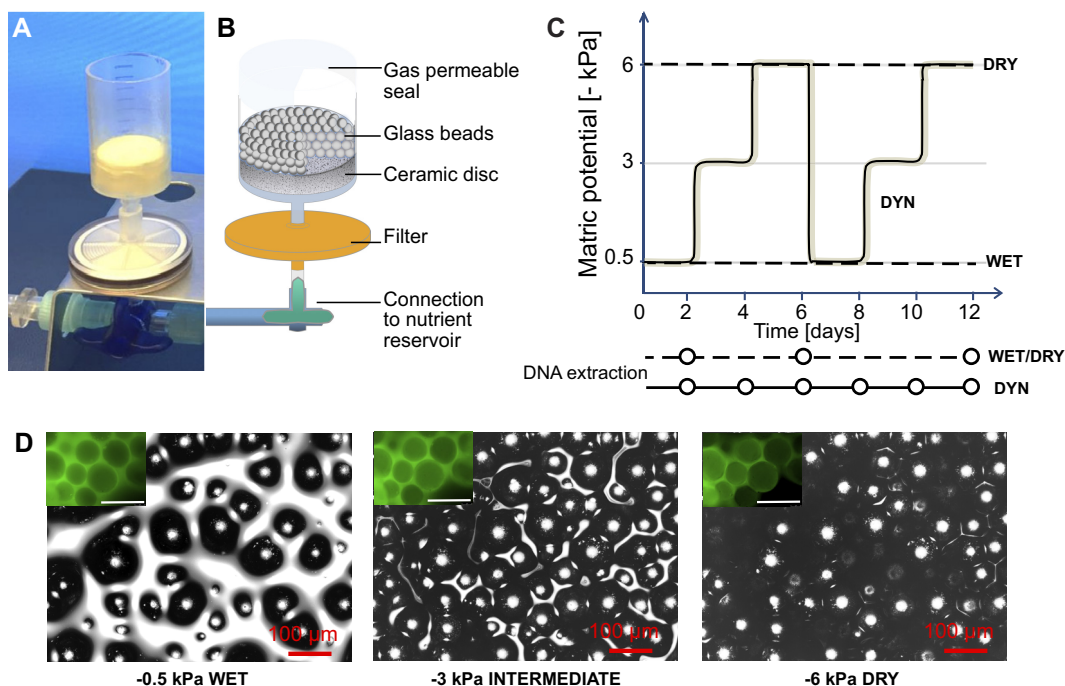 A
B
Gas permeable
seal
Glass beads
Ceramic disc
Filter
Connection
to nutrient
reservoir
C
Matric potential [- kPa]
6
3
0.5
DRY
DYN
WET
0 2 4 6 8 10 12
Time [days]
DNA extraction
WET/DRY
DYN
D
100 µm
100 µm
100 µm
-0.5 kPa WET
-3 kPa INTERMEDIATE
-6 kPa DRY